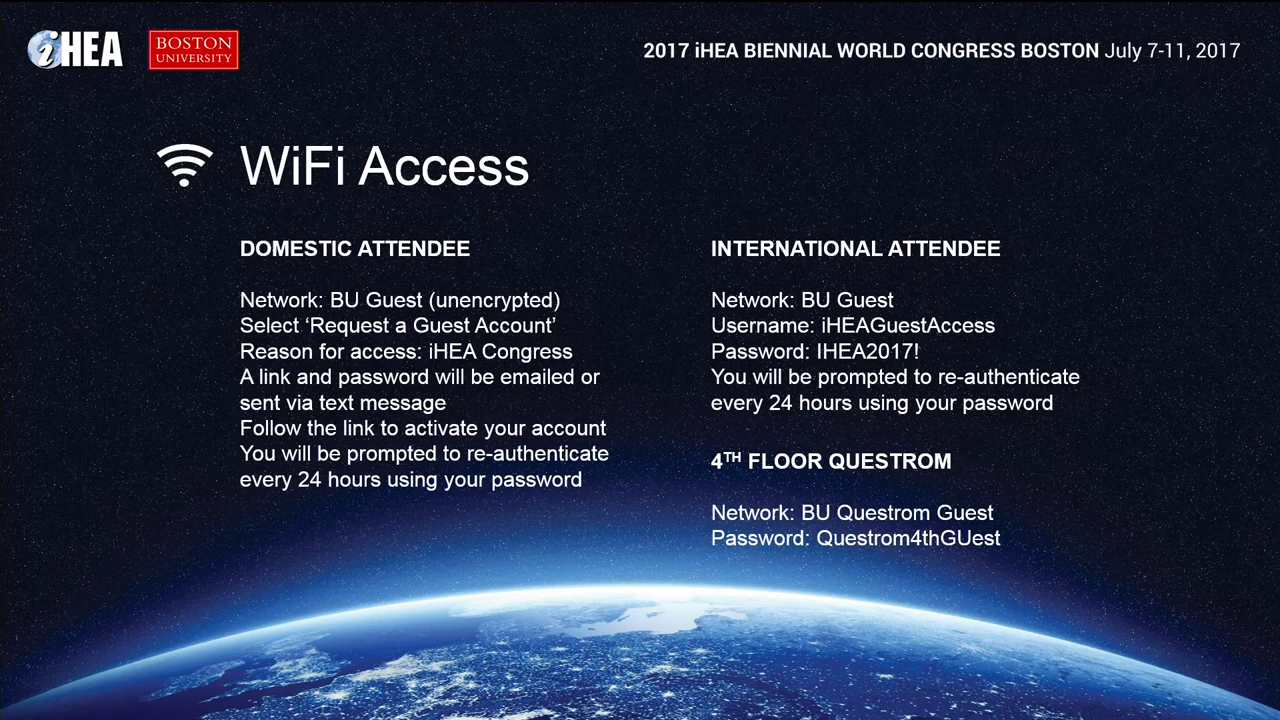 iHEA
BOSTON
UNIVERSITY
2017 iHEA BIENNIAL WORLD CONGRESS BOSTON July 7-11, 2017
WiFi Access
DOMESTIC ATTENDEE
Network: BU Guest (unencrypted)
Select ‘Request a Guest Account’
Reason for access: iHEA Congress
A link and password will be emailed or
sent via text message
Follow the link to activate your account
You will be prompted to re-authenticate
every 24 hours using your password
INTERNATIONAL ATTENDEE
Network: BU Guest
Username: iHEAGuestAccess
Password: IHEA2017!
You will be prompted to re-authenticate
every 24 hours using your password
4TH FLOOR QUESTROM
Network: BU Questrom Guest
Password: Questrom4thGUest